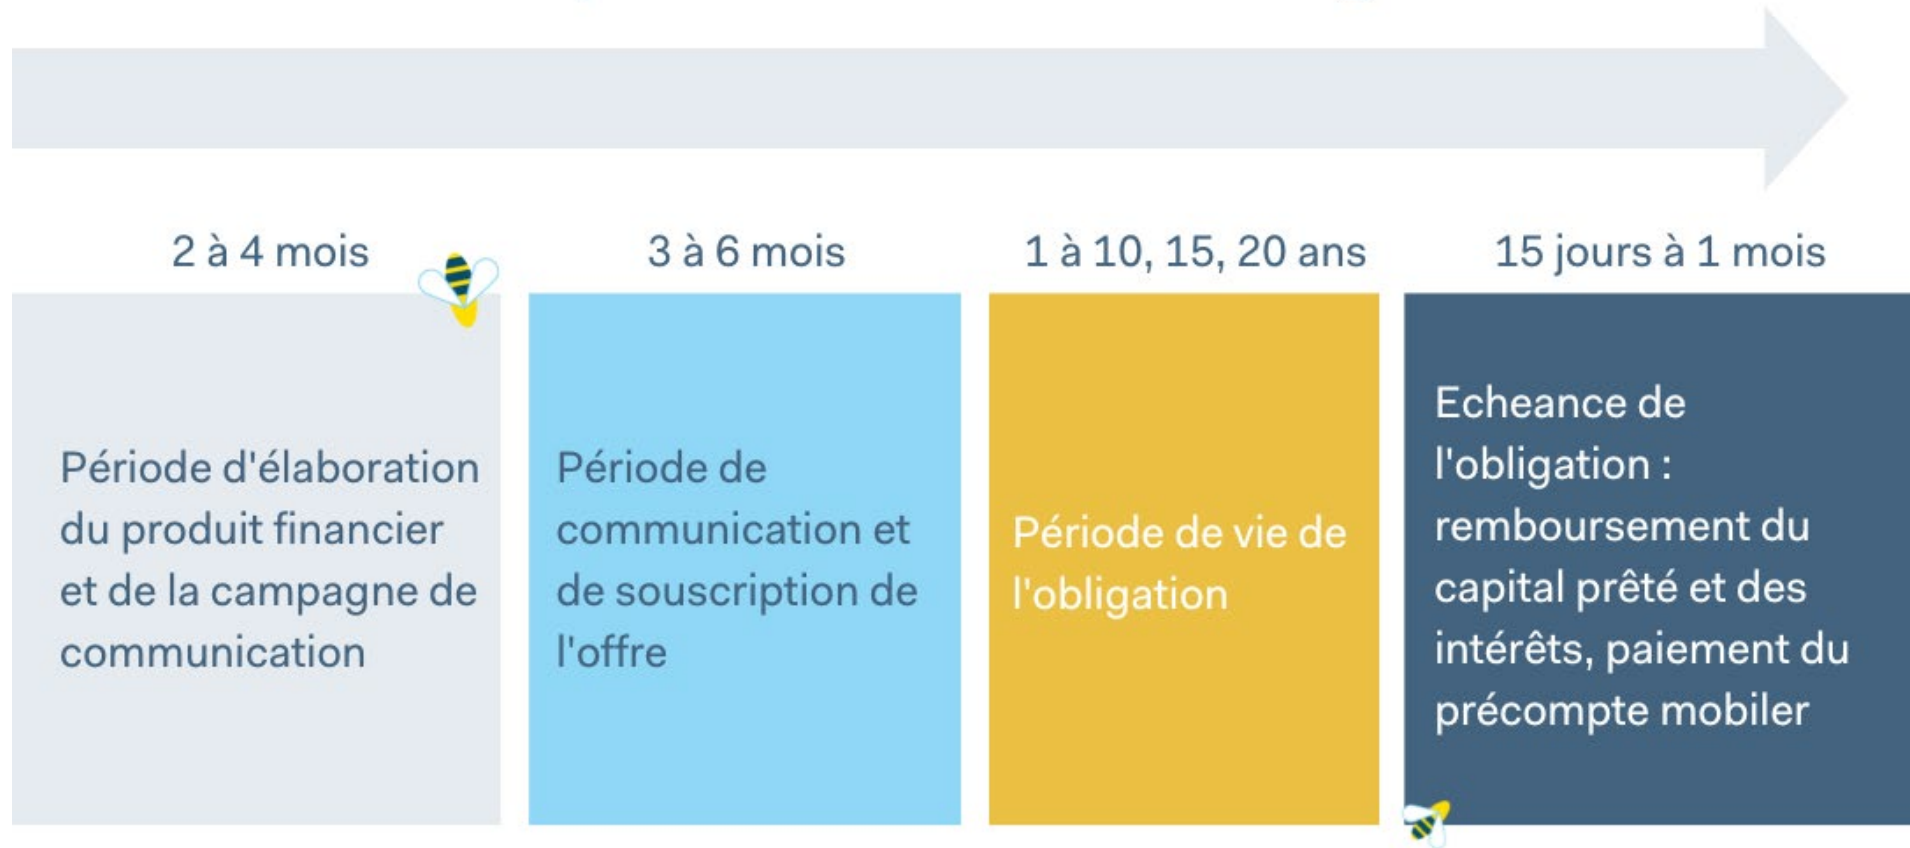 2 à 4 mois
3 à 6 mois
1 à 10, 15, 20 ans
15 jours à 1 mois
Période d'élaboration
du produit financier
et de la campagne de
communication
Période de
communication et
de souscription de
l'offre
Période de vie de
l'obligation
Echeance de
l'obligation :
remboursement du
capital prêté et des
intérêts, paiement du
précompte mobiler